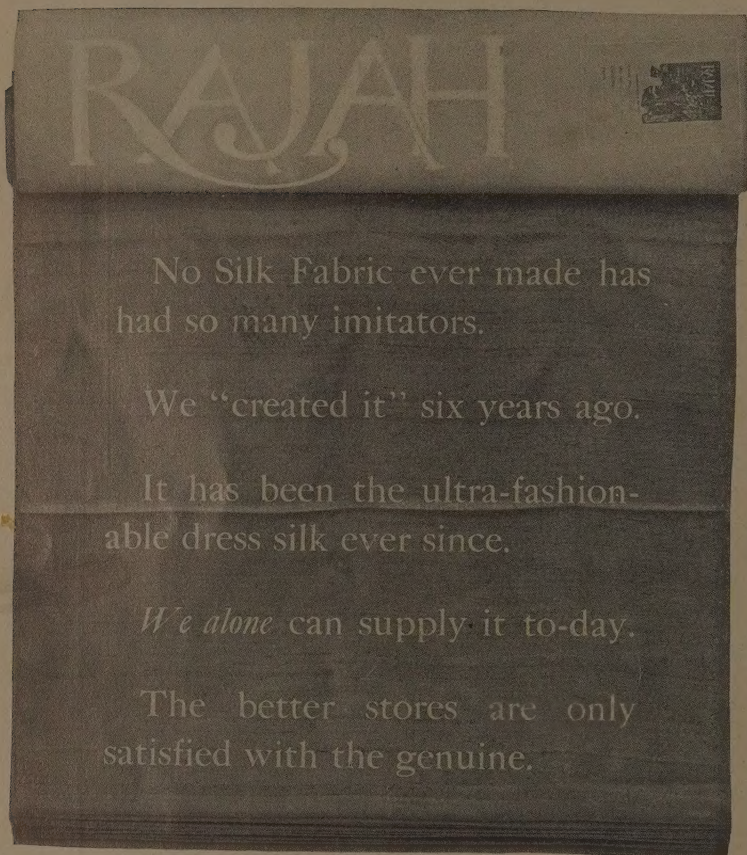 RAJAH
RAJAH
No Silk Fabric ever made has
had so many imitators.
We “created it” six years ago.
It has been the ultra-fashion-
able dress silk ever since.
We alone can supply it to-day.
The better stores are only
satisfied with the genuine.